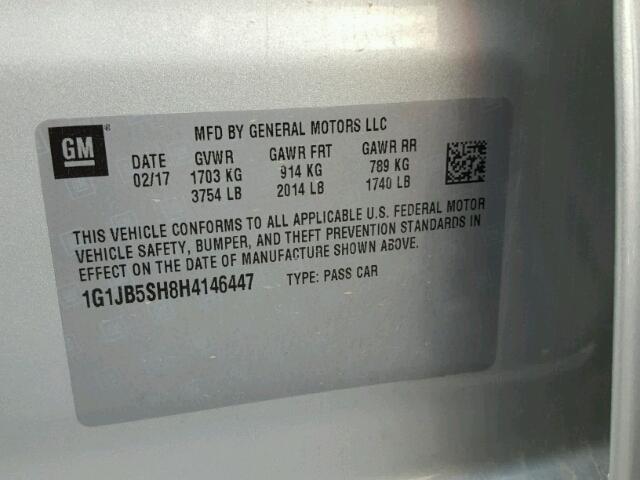 GM ®
MFD BY GENERAL MOTORS LLC
DATE GVWR GAWR FRT GAWR RR
02/17 1703 KG 914 KG 789 KG
3754 LB 2014 LB 1740 LB
THIS VEHICLE CONFORMS TO ALL APPLICABLE U.S. FEDERAL MOTOR
VEHICLE SAFETY, BUMPER, AND THEFT PREVENTION STANDARDS IN
EFFECT ON THE DATE OF MANUFACTURE SHOWN ABOVE.
1G1JB5SH8H4146447 TYPE: PASS CAR